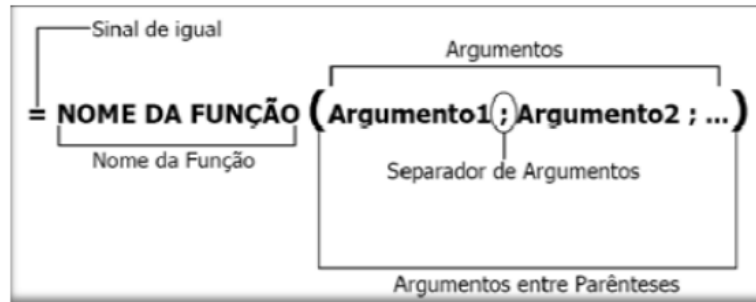 Sinal de igual
Argumentos
= NOME DA FUNÇÃO (Argumento1 ; Argumento2 ; ...)
Nome da Função
Separador de Argumentos
Argumentos entre Parênteses